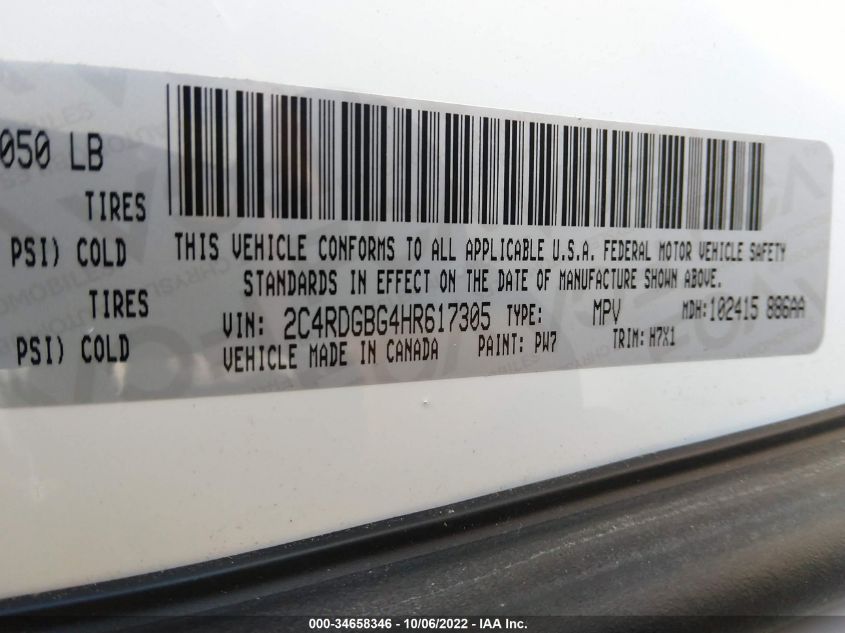 050 LB
TIRES
PSI) COLD
TIRES
PSI) COLD
THIS VEHICLE CONFORMS TO ALL APPLICABLE U.S.A. FEDERAL MOTOR VEHICLE SAFETY
STANDARDS IN EFFECT ON THE DATE OF MANUFACTURE SHOWN ABOVE.
VIN: 2C4RDGBG4HR617305 TYPE: MPV MDH:102415 886AA
VEHICLE MADE IN CANADA PAINT: PW7 TRIM: H7X1
000-34658346 - 10/06/2022 - IAA Inc.